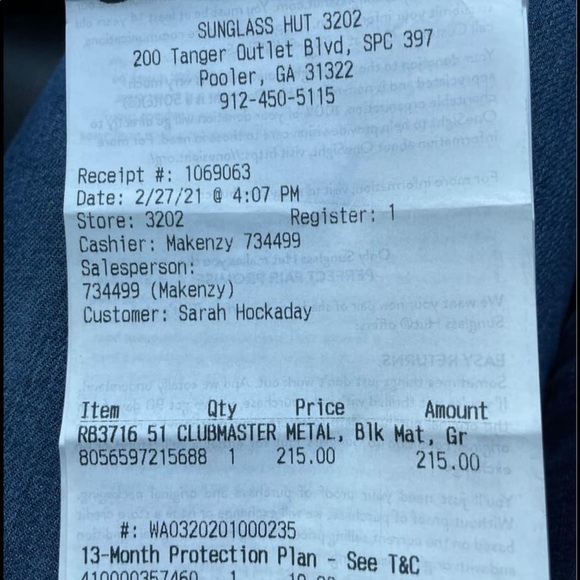 SUNGLASS HUT 3202
200 Tanger Outlet Blvd, SPC 397
Pooler, GA 31322
912-450-5115
Receipt #: 1069063
Date: 2/27/21 @ 4:07 PM
Store: 3202 Register: 1
Cashier: Makenzy 734499
Salesperson:
734499 (Makenzy)
Customer: Sarah Hockaday
Item Qty Price Amount
RB3716 51 CLUBMASTER METAL, Blk Mat, Gr
8056597215688 1 215.00 215.00
#: WA0320201000235
13-Month Protection Plan - See T&C